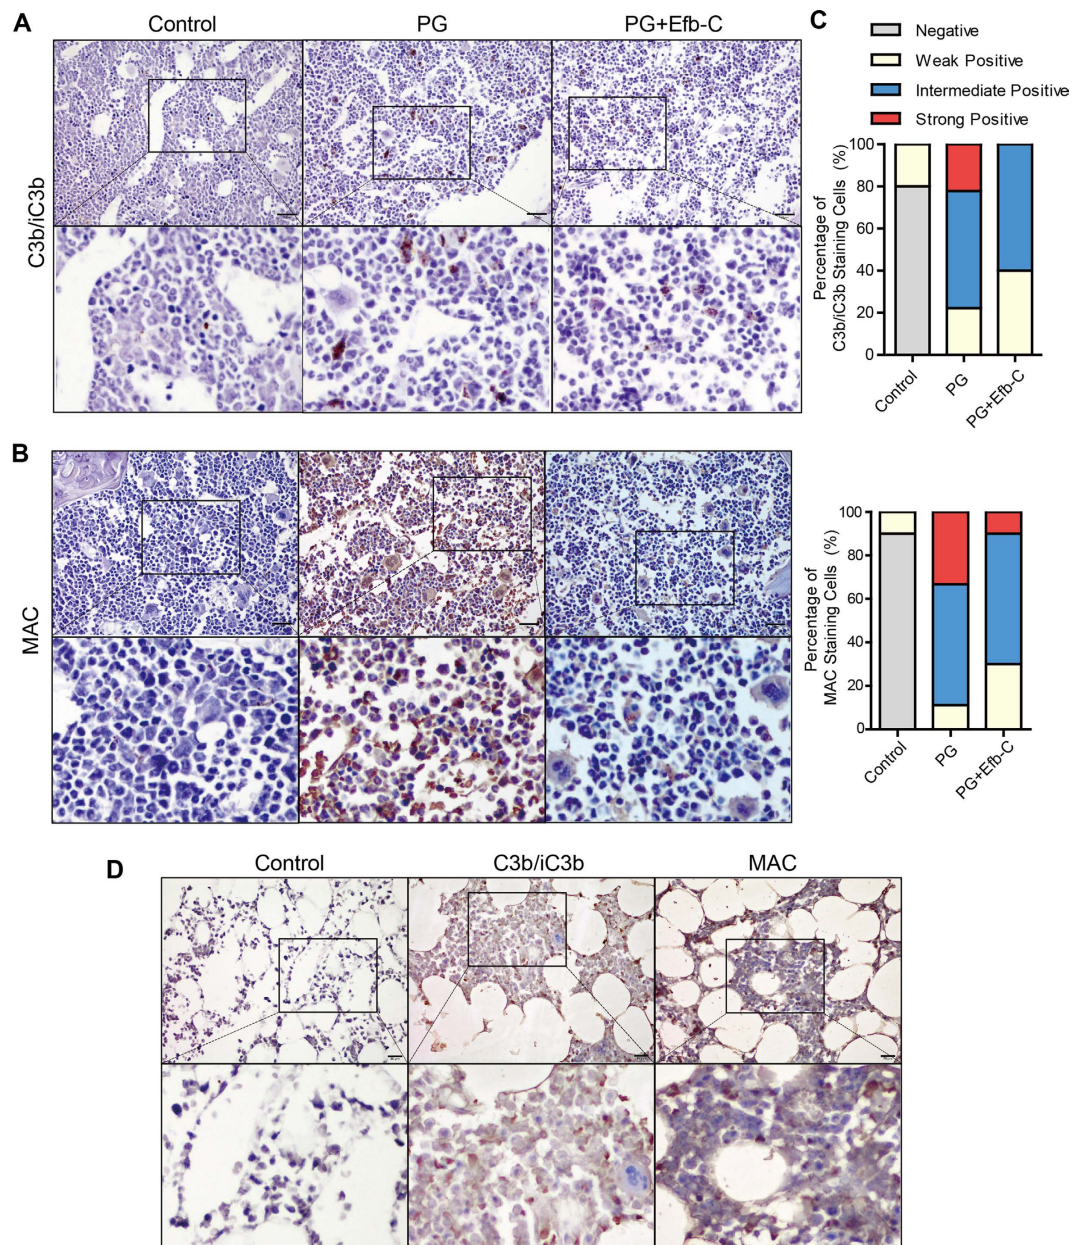 A
Control
PG
PG+Efb-C
C3b/iC3b
C
Negative
Weak Positive
Intermediate Positive
Strong Positive
Percentage of
C3b/iC3b Staining Cells (%)
100
80
60
40
20
0
Control
PG
PG+Efb-C
B
MAC
Percentage of
MAC Staining Cells (%)
100
80
60
40
20
0
Control
PG
PG+Efb-C
D
Control
C3b/iC3b
MAC